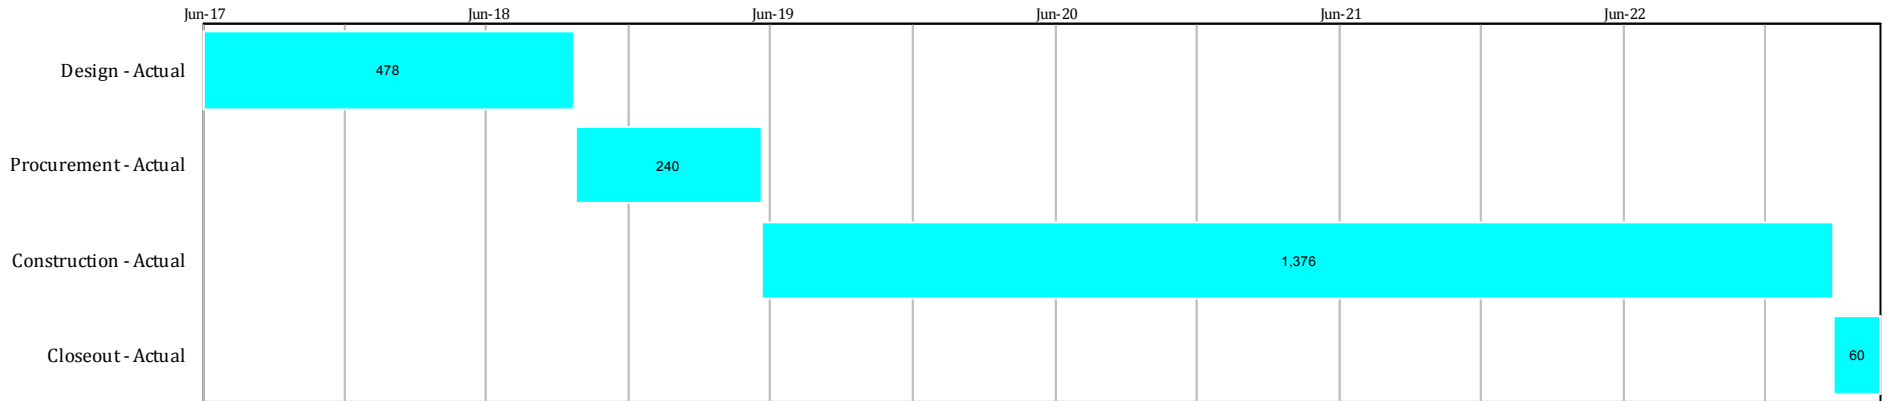 Jun-17 Jun-18 Jun-19 Jun-20 Jun-21 Jun-22
Design - Actual 478
Procurement - Actual 240
Construction - Actual 1,376
Closeout - Actual 60